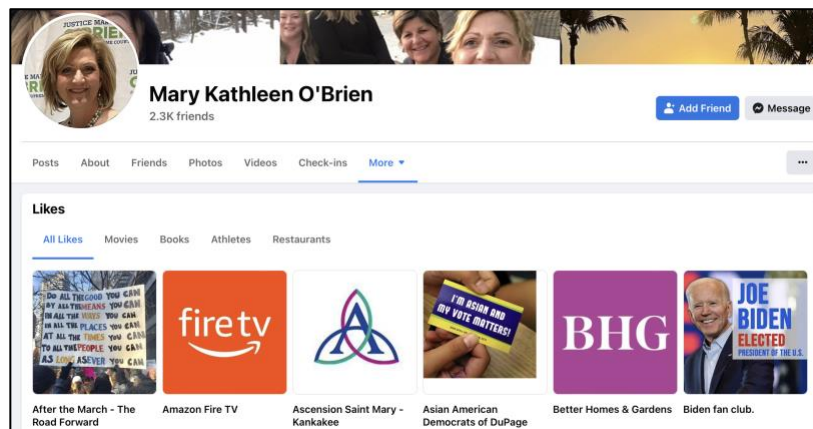 JUSTICE MAR
BRIE
Mary Kathleen O'Brien
2.3K friends
Add Friend
Message
Posts
About
Friends
Photos
Videos
Check-ins
More
Likes
All Likes
Movies
Books
Athletes
Restaurants
DO ALL THE GOOD YOU CAN
BY ALL THE MEANS YOU CAN
IN ALL THE WAYS YOU CAN
IN ALL THE PLACES YOU CAN
AT ALL THE TIMES YOU CAN
TO ALL THE PEOPLE YOU CAN
AS LONG AS EVER YOU CAN
firetv
A
I'M ASIAN AND
MY VOTE MATTERS!
BHG
JOE
BIDEN
ELECTED
PRESIDENT OF THE U.S.
After the March - The
Road Forward
Amazon Fire TV
Ascension Saint Mary -
Kankakee
Asian American
Democrats of DuPage
Better Homes & Gardens
Biden fan club.